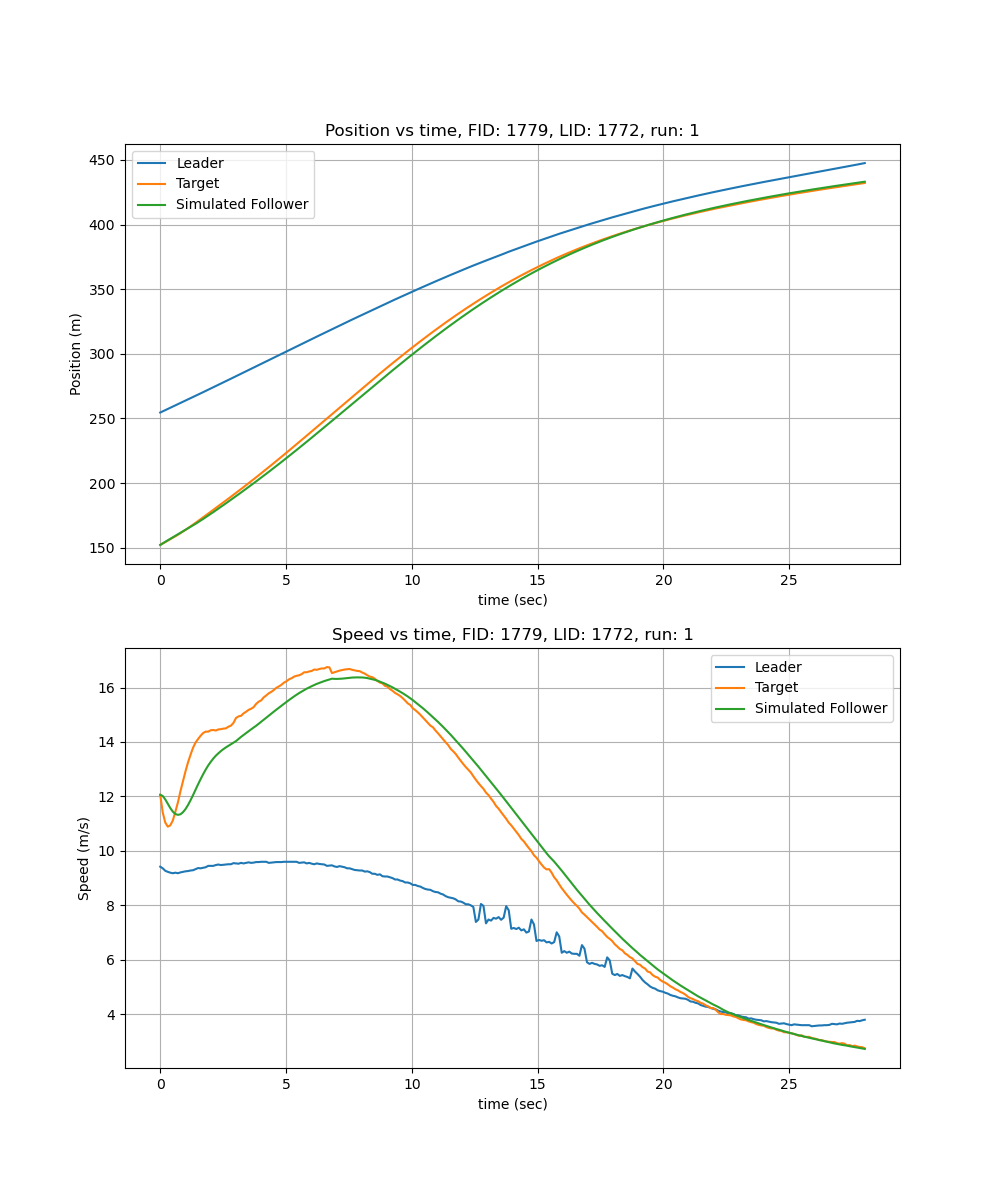 Position vs time, FID: 1779, LID: 1772, run: 1
Leader
Target
Simulated Follower
Position (m)
450
400
350
300
250
200
150
0 5 10 15 20 25
time (sec)
Speed vs time, FID: 1779, LID: 1772, run: 1
Leader
Target
Simulated Follower
Speed (m/s)
16
14
12
10
8
6
4
0 5 10 15 20 25
time (sec)